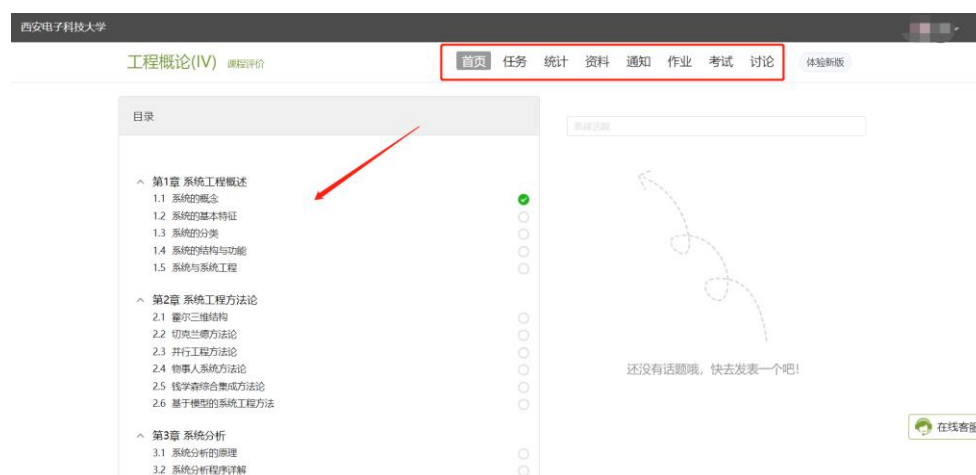 西安电子科技大学
工程概论(IV) 课程评价
首页 任务 统计 资料 通知 作业 考试 讨论 体验新版
目录
新建话题
第1章 系统工程概述
1.1 系统的概念
1.2 系统的基本特征
1.3 系统的分类
1.4 系统的结构与功能
1.5 系统与系统工程
第2章 系统工程方法论
2.1 霍尔三维结构
2.2 切克兰德方法论
2.3 并行工程方法论
2.4 物事人系统方法论
2.5 钱学森综合集成方法论
2.6 基于模型的系统工程方法
第3章 系统分析
3.1 系统分析的原理
3.2 系统分析程序详解
还没有话题哦，快去发表一个吧！
在线客服